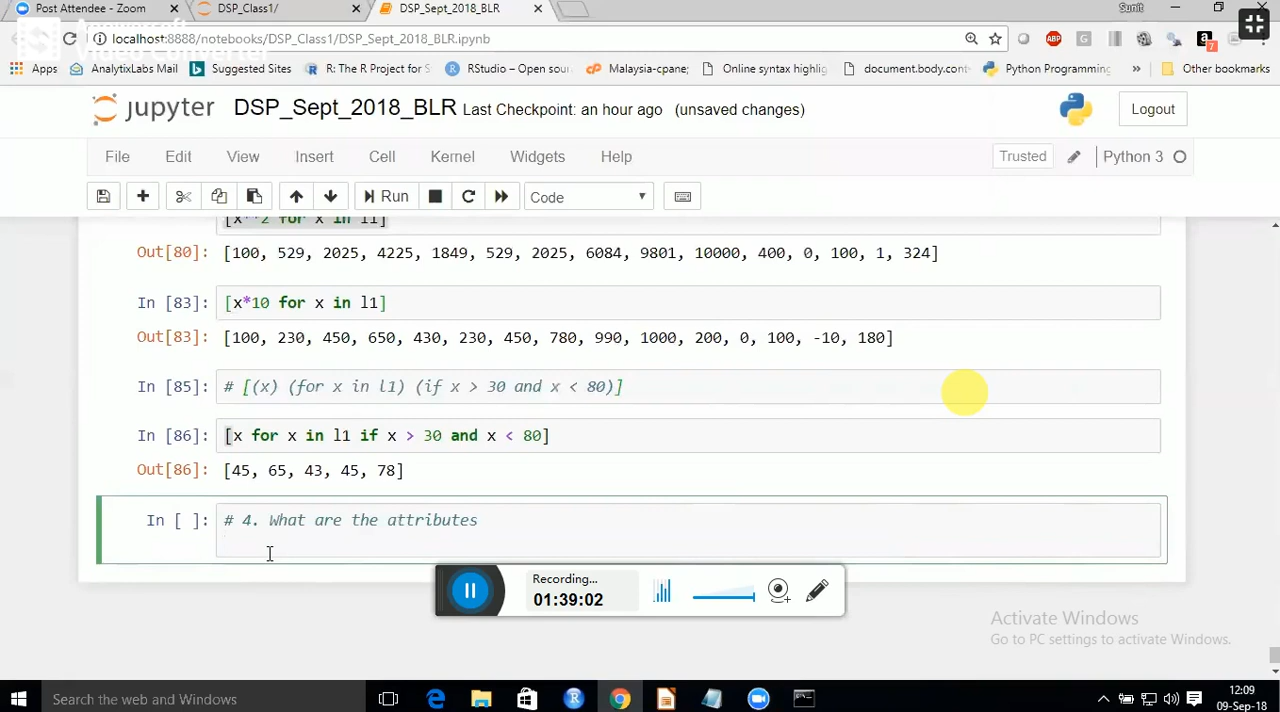 Post Attendee - Zoom
DSP_Class1/
DSP_Sept_2018_BLR
Sunit
localhost:8888/notebooks/DSP_Class1/DSP_Sept_2018_BLR.ipynb
ABP
G
7
Apps
AnalytixLabs Mail
Suggested Sites
R: The R Project for S
RStudio – Open sour
Malaysia-cpane;
Online syntax highlig
document.body.cont
Python Programming
»
Other bookmarks
jupyter
DSP_Sept_2018_BLR Last Checkpoint: an hour ago (unsaved changes)
Logout
File Edit View Insert Cell Kernel Widgets Help
Trusted
Python 3
Run
Code
[x**2 for x in l1]
Out[80]: [100, 529, 2025, 4225, 1849, 529, 2025, 6084, 9801, 10000, 400, 0, 100, 1, 324]
In [83]: [x*10 for x in l1]
Out[83]: [100, 230, 450, 650, 430, 230, 450, 780, 990, 1000, 200, 0, 100, -10, 180]
In [85]: # [(x) (for x in l1) (if x > 30 and x < 80)]
In [86]: [x for x in l1 if x > 30 and x < 80]
Out[86]: [45, 65, 43, 45, 78]
In [ ]: # 4. What are the attributes
Recording...
01:39:02
Activate Windows
Go to PC settings to activate Windows.
Search the web and Windows
12:09
09-Sep-18